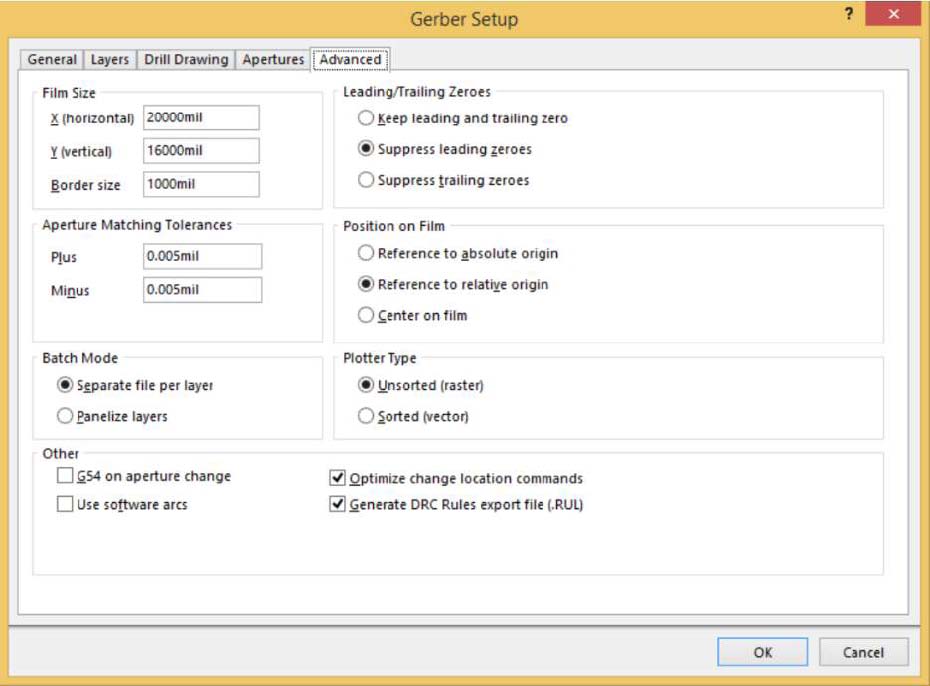 Gerber Setup
?
General Layers Drill Drawing Apertures Advanced
Film Size
X (horizontal) 20000mil
Y (vertical) 16000mil
Border size 1000mil
Leading/Trailing Zeroes
Keep leading and trailing zero
Suppress leading zeroes
Suppress trailing zeroes
Aperture Matching Tolerances
Plus 0.005mil
Minus 0.005mil
Position on Film
Reference to absolute origin
Reference to relative origin
Center on film
Batch Mode
Separate file per layer
Panelize layers
Plotter Type
Unsorted (raster)
Sorted (vector)
Other
G54 on aperture change
Use software arcs
Optimize change location commands
Generate DRC Rules export file (.RUL)
OK Cancel